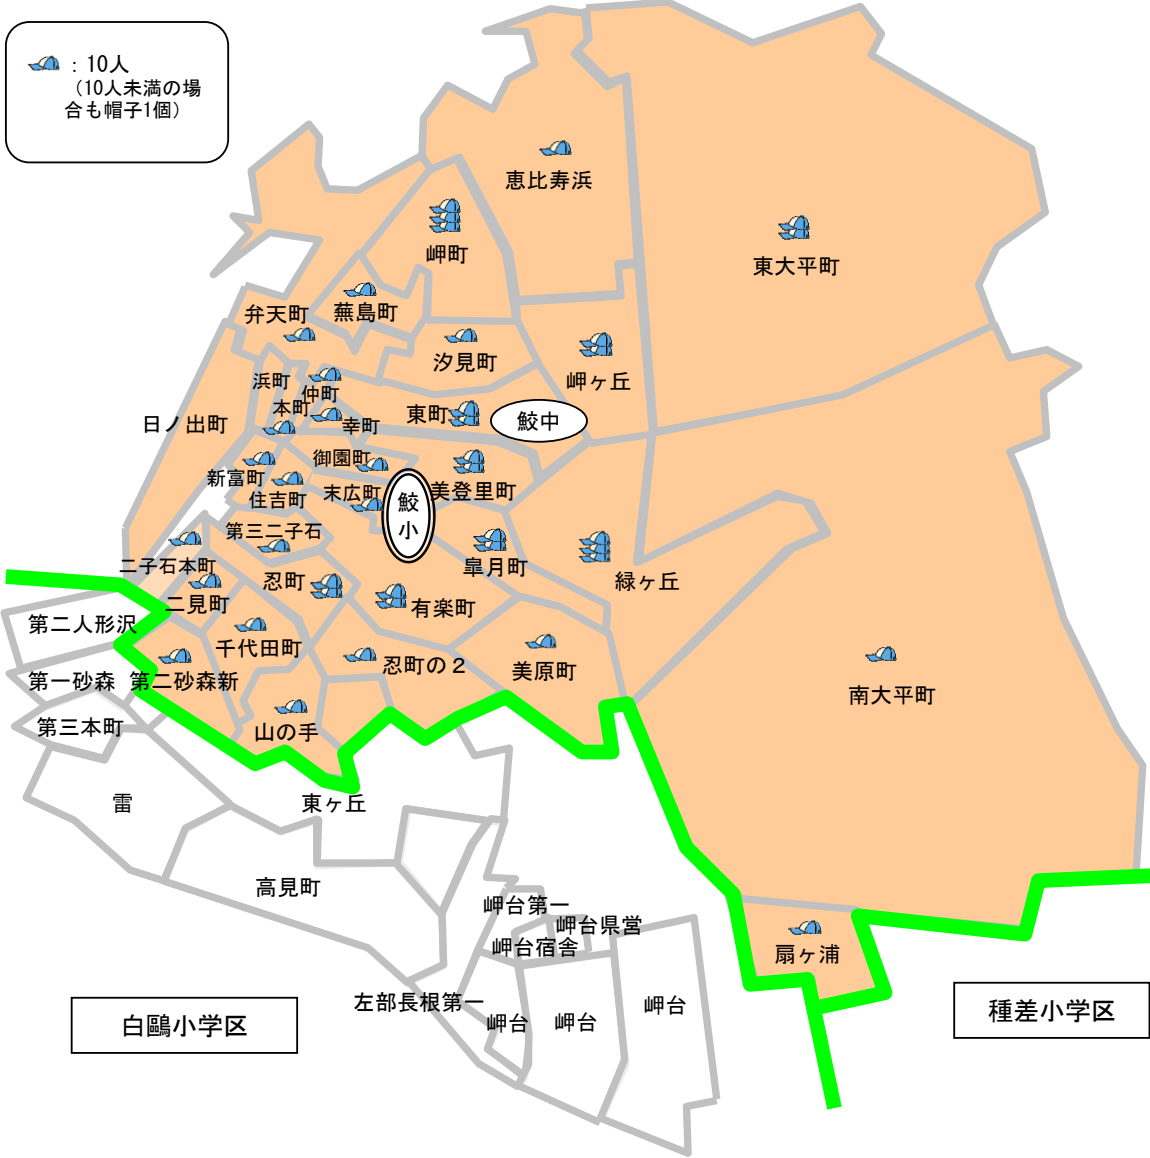 ：10人
（10人未満の場
合も帽子1個）
恵比寿浜
岬町
東大平町
弁天町
蕪島町
汐見町
岬ヶ丘
浜町
仲町
本町
日ノ出町
幸町
東町
鮫中
御園町
新富町
住吉町
末広町
美登里町
鮫
小
第三二子石
二子石本町
皐月町
緑ヶ丘
忍町
二見町
有楽町
第二人形沢
千代田町
忍町の２
美原町
第一砂森
第二砂森新
南大平町
第三本町
山の手
雷
東ヶ丘
高見町
岬台第一
岬台県営
岬台宿舎
扇ヶ浦
左部長根第一
岬台
岬台
岬台
白鷗小学区
種差小学区